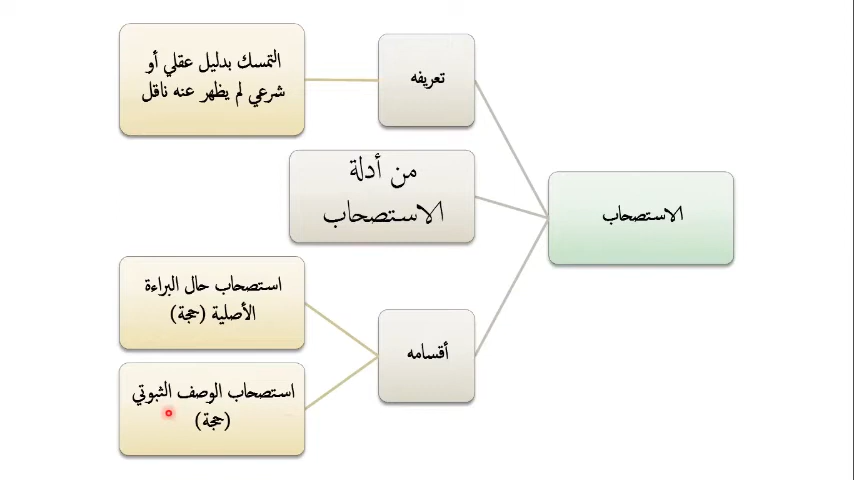 الاستصحاب
تعريفه
التمسك بدليل عقلي أو
شرعي لم يظهر عنه ناقل
من أدلة
الاستصحاب
أقسامه
استصحاب حال البراءة
الأصلية (حجة)
استصحاب الوصف الثبوتي
(حجة)